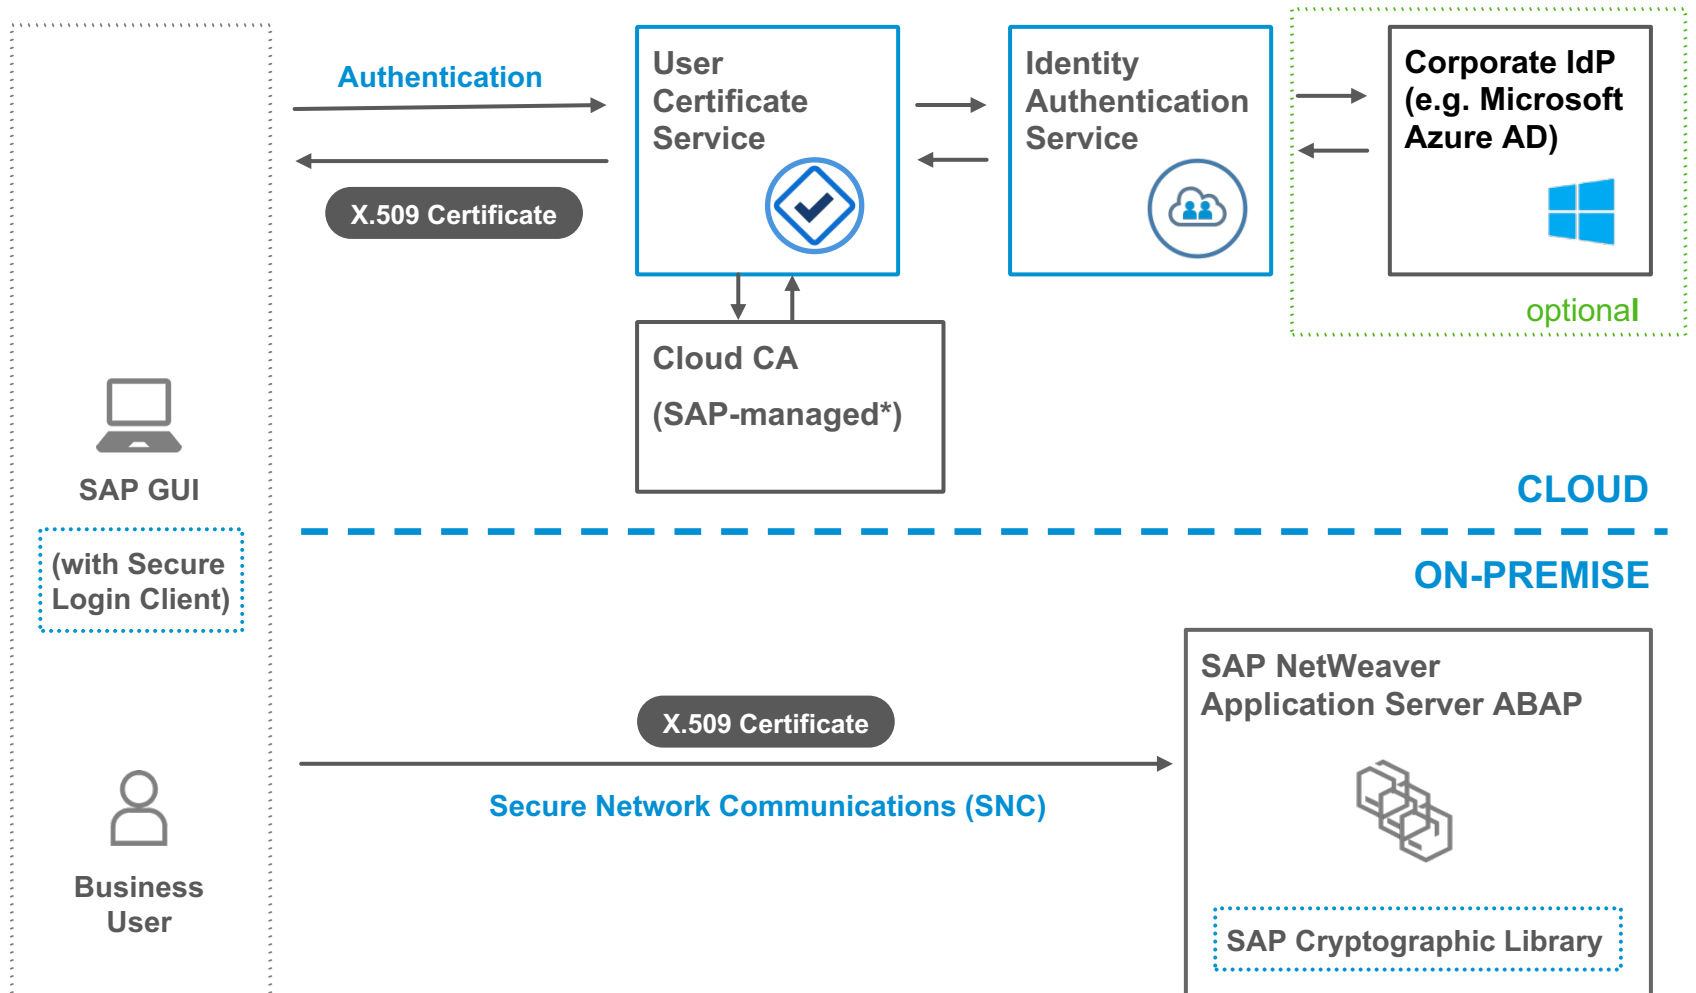 Authentication
X.509 Certificate
User
Certificate
Service
Identity
Authentication
Service
Corporate IdP
(e.g. Microsoft
Azure AD)
optional
Cloud CA
(SAP-managed*)
CLOUD
ON-PREMISE
SAP GUI
(with Secure
Login Client)
Business
User
X.509 Certificate
Secure Network Communications (SNC)
SAP NetWeaver
Application Server ABAP
SAP Cryptographic Library